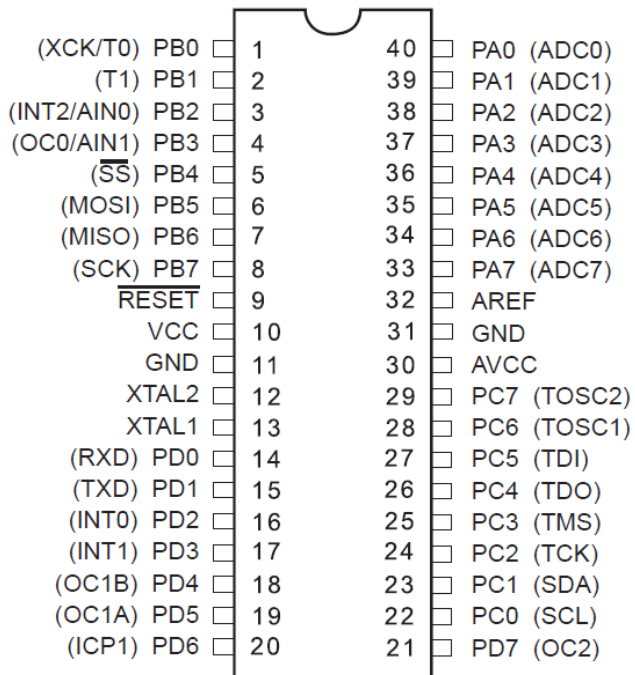 (XCK/T0) PB0 1 40 PA0 (ADC0)
(T1) PB1 2 39 PA1 (ADC1)
(INT2/AIN0) PB2 3 38 PA2 (ADC2)
(OC0/AIN1) PB3 4 37 PA3 (ADC3)
(SS) PB4 5 36 PA4 (ADC4)
(MOSI) PB5 6 35 PA5 (ADC5)
(MISO) PB6 7 34 PA6 (ADC6)
(SCK) PB7 8 33 PA7 (ADC7)
RESET 9 32 AREF
VCC 10 31 GND
GND 11 30 AVCC
XTAL2 12 29 PC7 (TOSC2)
XTAL1 13 28 PC6 (TOSC1)
(RXD) PD0 14 27 PC5 (TDI)
(TXD) PD1 15 26 PC4 (TDO)
(INT0) PD2 16 25 PC3 (TMS)
(INT1) PD3 17 24 PC2 (TCK)
(OC1B) PD4 18 23 PC1 (SDA)
(OC1A) PD5 19 22 PC0 (SCL)
(ICP1) PD6 20 21 PD7 (OC2)